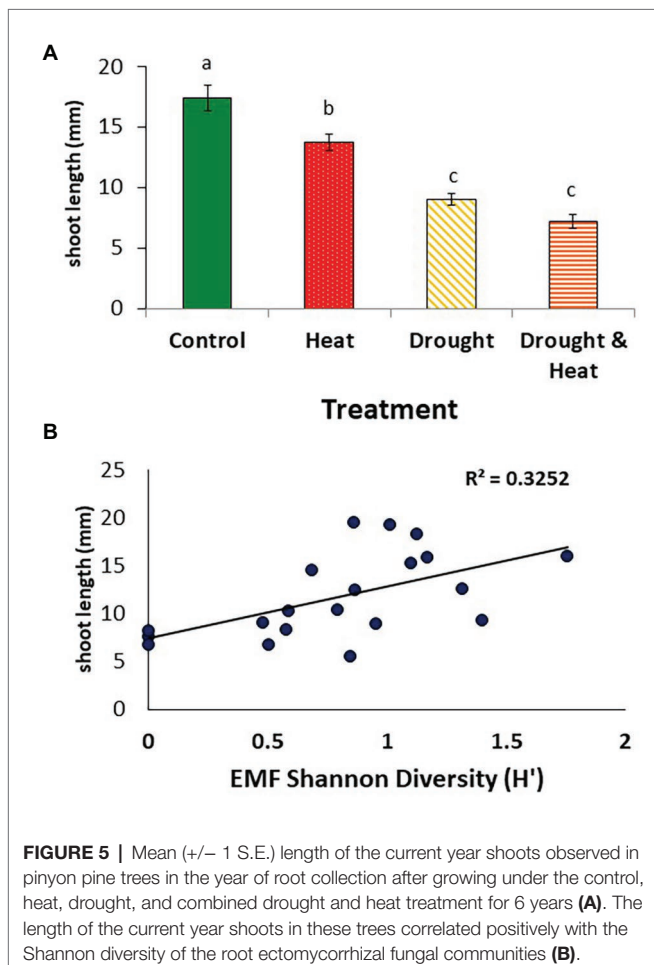 A
20
15
10
5
0
shoot length (mm)
a
b
c
c
Control Heat Drought Drought &
Heat
Treatment
B
25
20
15
10
5
0
shoot length (mm)
R² = 0.3252
0 0.5 1 1.5 2
EMF Shannon Diversity (H')
FIGURE 5 | Mean (+/− 1 S.E.) length of the current year shoots observed in
pinyon pine trees in the year of root collection after growing under the control,
heat, drought, and combined drought and heat treatment for 6 years (A). The
length of the current year shoots in these trees correlated positively with the
Shannon diversity of the root ectomycorrhizal fungal communities (B).